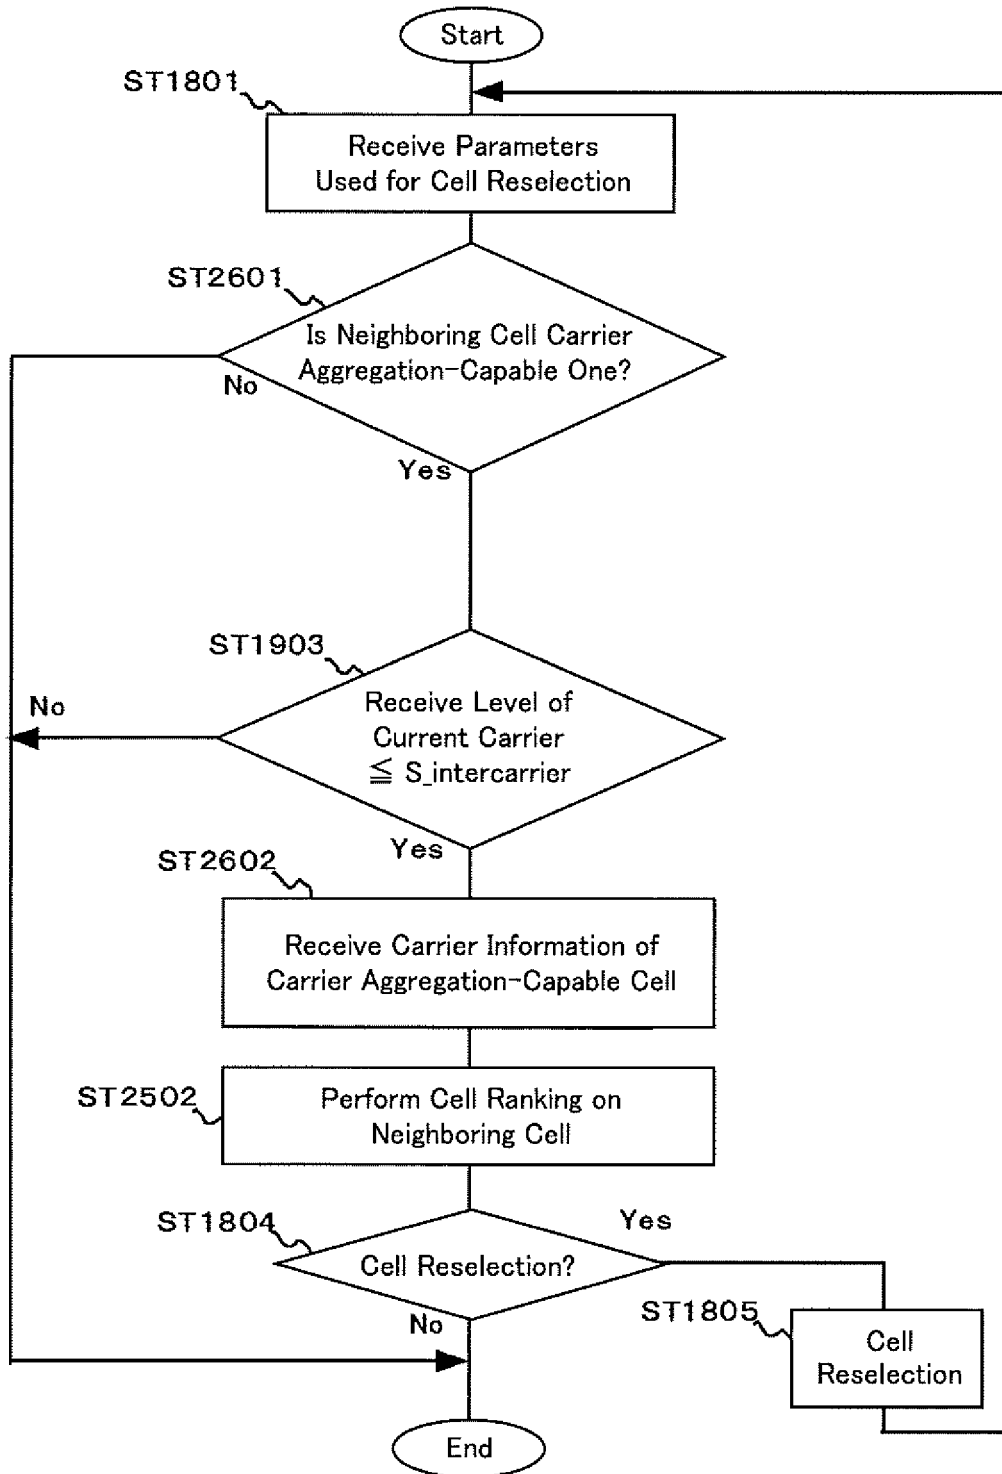 Start
ST1801
Receive Parameters
Used for Cell Reselection
ST2601
Is Neighboring Cell Carrier
Aggregation-Capable One?
No
Yes
ST1903
No
Receive Level of
Current Carrier
≦ S_intercarrier
Yes
ST2602
Receive Carrier Information of
Carrier Aggregation-Capable Cell
ST2502
Perform Cell Ranking on
Neighboring Cell
ST1804
Yes
Cell Reselection?
No
ST1805
Cell
Reselection
End